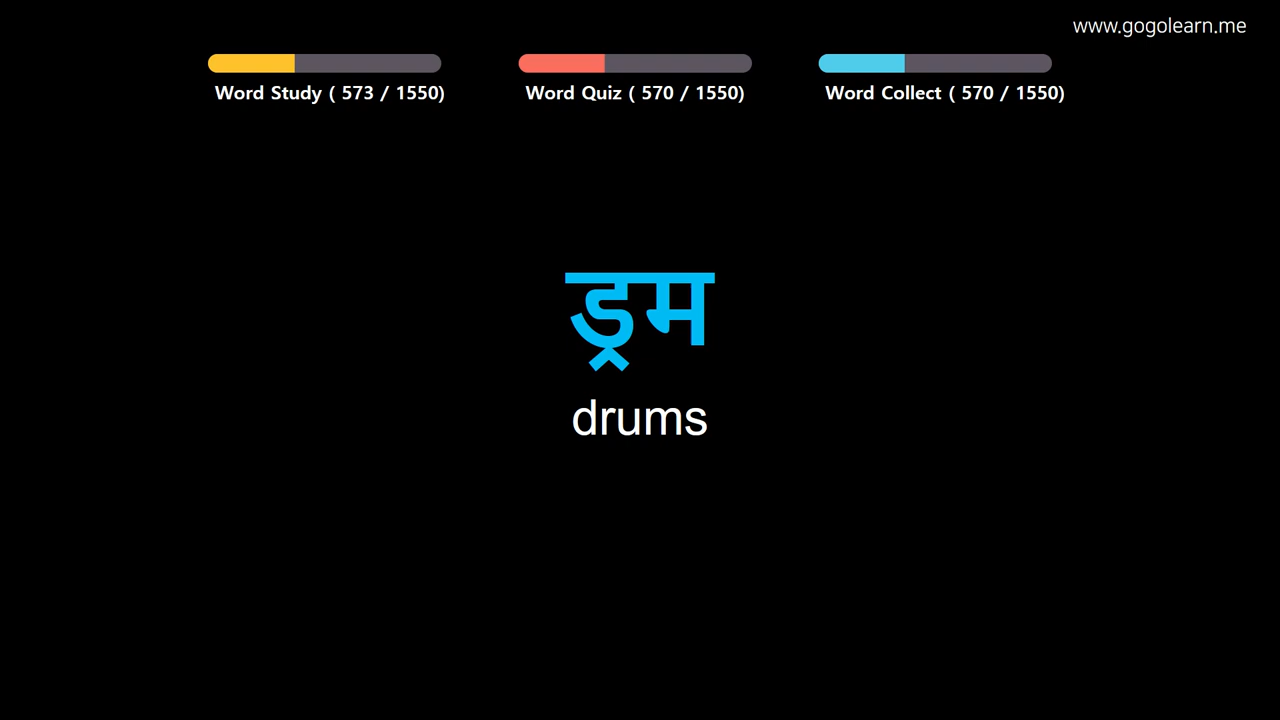 www.gogolearn.me
Word Study ( 573 / 1550)
Word Quiz ( 570 / 1550)
Word Collect ( 570 / 1550)
ड्रम
drums